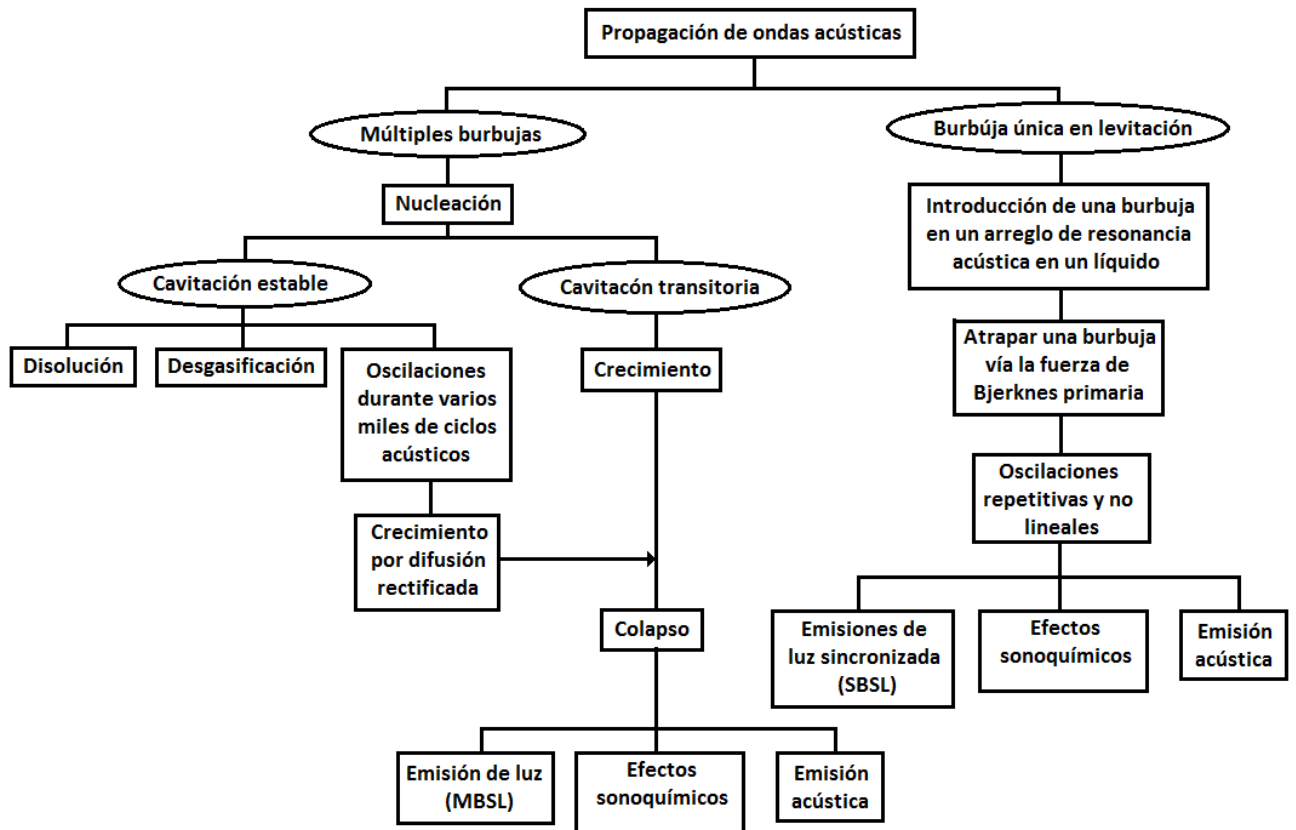 Propagación de ondas acústicas
Múltiples burbujas
Burbúja única en levitación
Nucleación
Introducción de una burbuja
en un arreglo de resonancia
acústica en un líquido
Cavitación estable
Cavitacón transitoria
Disolución
Desgasificación
Oscilaciones
durante varios
miles de ciclos
acústicos
Crecimiento
Atrapar una burbuja
vía la fuerza de
Bjerknes primaria
Oscilaciones
repetitivas y no
lineales
Crecimiento
por difusión
rectificada
Colapso
Emisiones de
luz sincronizada
(SBSL)
Efectos
sonoquímicos
Emisión
acústica
Emisión de luz
(MBSL)
Efectos
sonoquímicos
Emisión
acústica